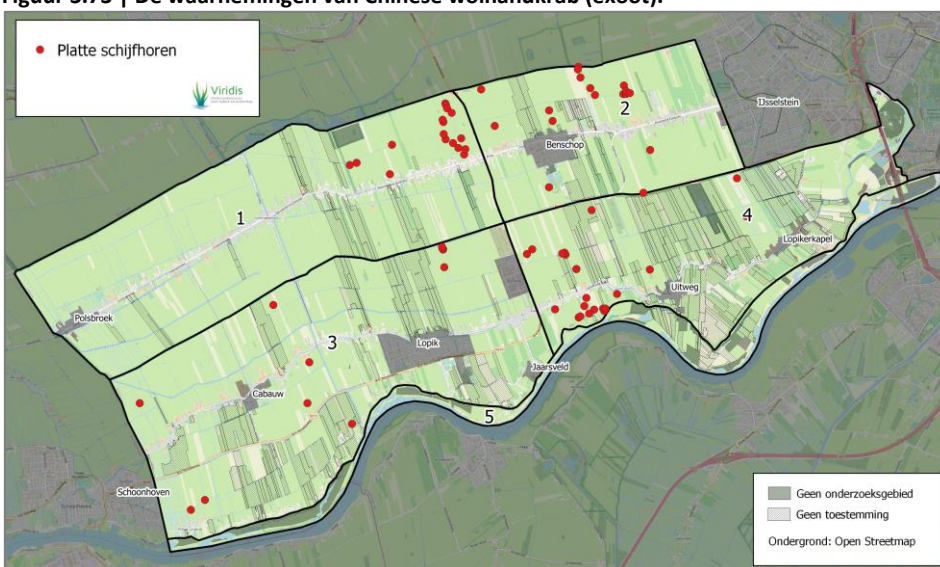 Figuur 3.75 | De waarnemingen van Chinese wolhandkrab (exoot).
Platte schijfhoren
Viridis
IJsselstein
2
Benschop
1
4
Lopikerkapel
Polsbroek
Uitweg
3
Lopik
Jaarsveld
Cabauw
5
Schoonhoven
Geen onderzoeksgebied
Geen toestemming
Ondergrond: Open Streetmap